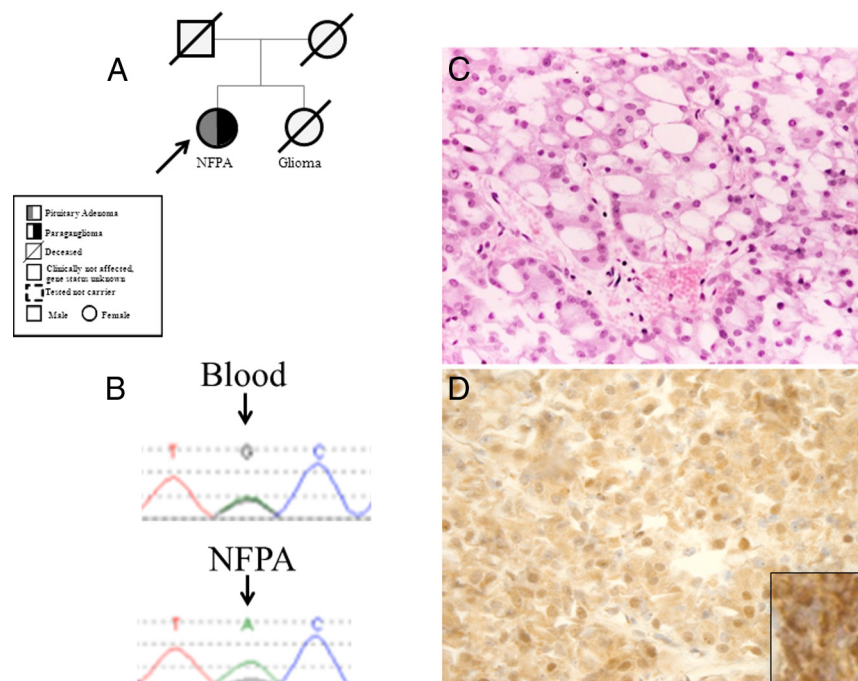 A
NFPA
Glioma
Pituitary Adenoma
Paraganglioma
Deceased
Clinically not affected,
gene status unknown
Tested not carrier
Male
Female
B
Blood
T G C
NFPA
T A C
C
D